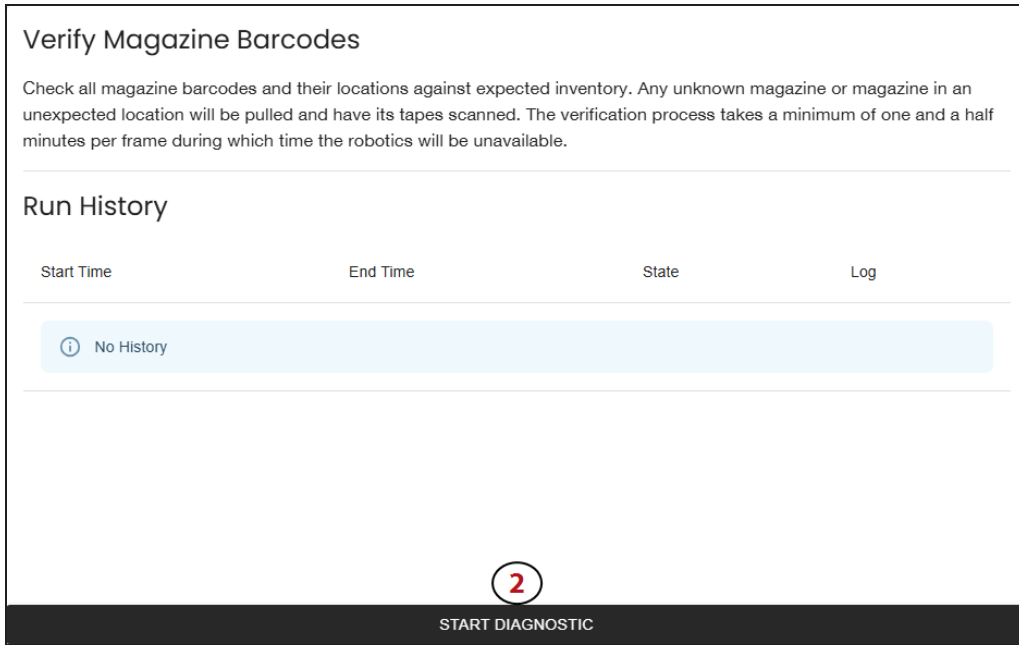 Verify Magazine Barcodes
Check all magazine barcodes and their locations against expected inventory. Any unknown magazine or magazine in an
unexpected location will be pulled and have its tapes scanned. The verification process takes a minimum of one and a half
minutes per frame during which time the robotics will be unavailable.
Run History
Start Time End Time State Log
No History
2
START DIAGNOSTIC